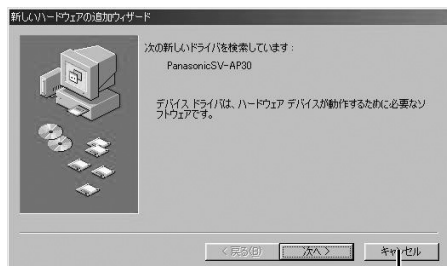 新しいハードウェアの追加ウィザード
次の新しいドライバを検索しています：
PanasonicSV-AP30
デバイス ドライバは、ハードウェア デバイスが動作するために必要なソ
フトウェアです。
< 戻る(B)
次へ >
キャンセル